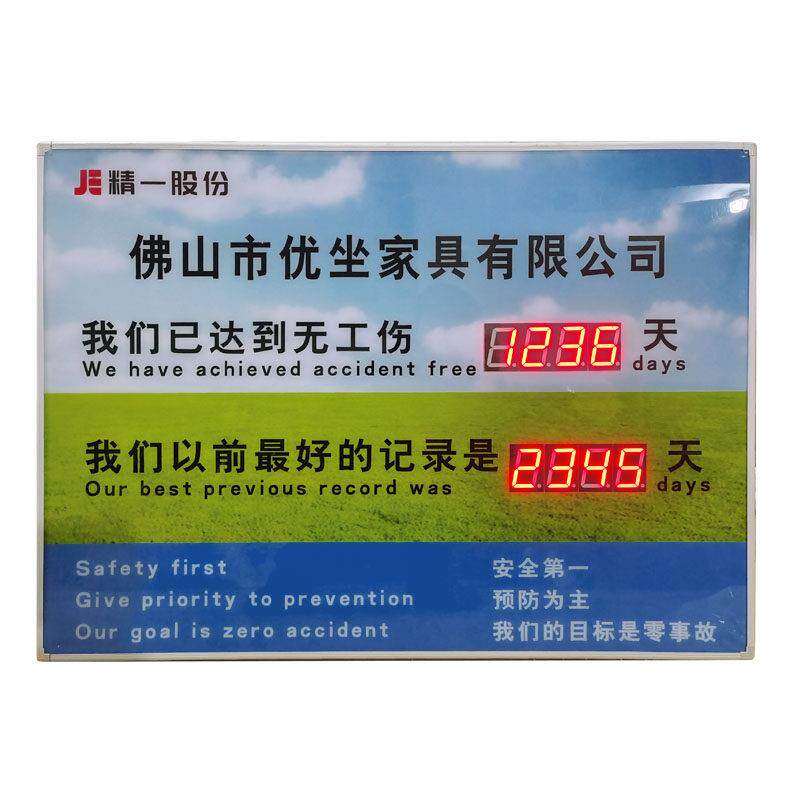 JE 精一股份
佛山市优坐家具有限公司
我们已达到无工伤 1236 天
We have achieved accident free days
我们以前最好的记录是 2345 天
Our best previous record was days
Safety first 安全第一
Give priority to prevention 预防为主
Our goal is zero accident 我们的目标是零事故